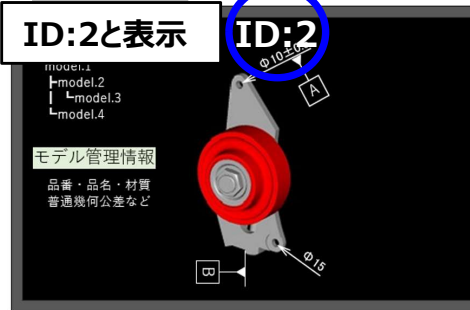 ID:2と表示
ID:2
model.1
model.2
model.3
model.4
モデル管理情報
品番・品名・材質
普通幾何公差など
A
B
Φ15